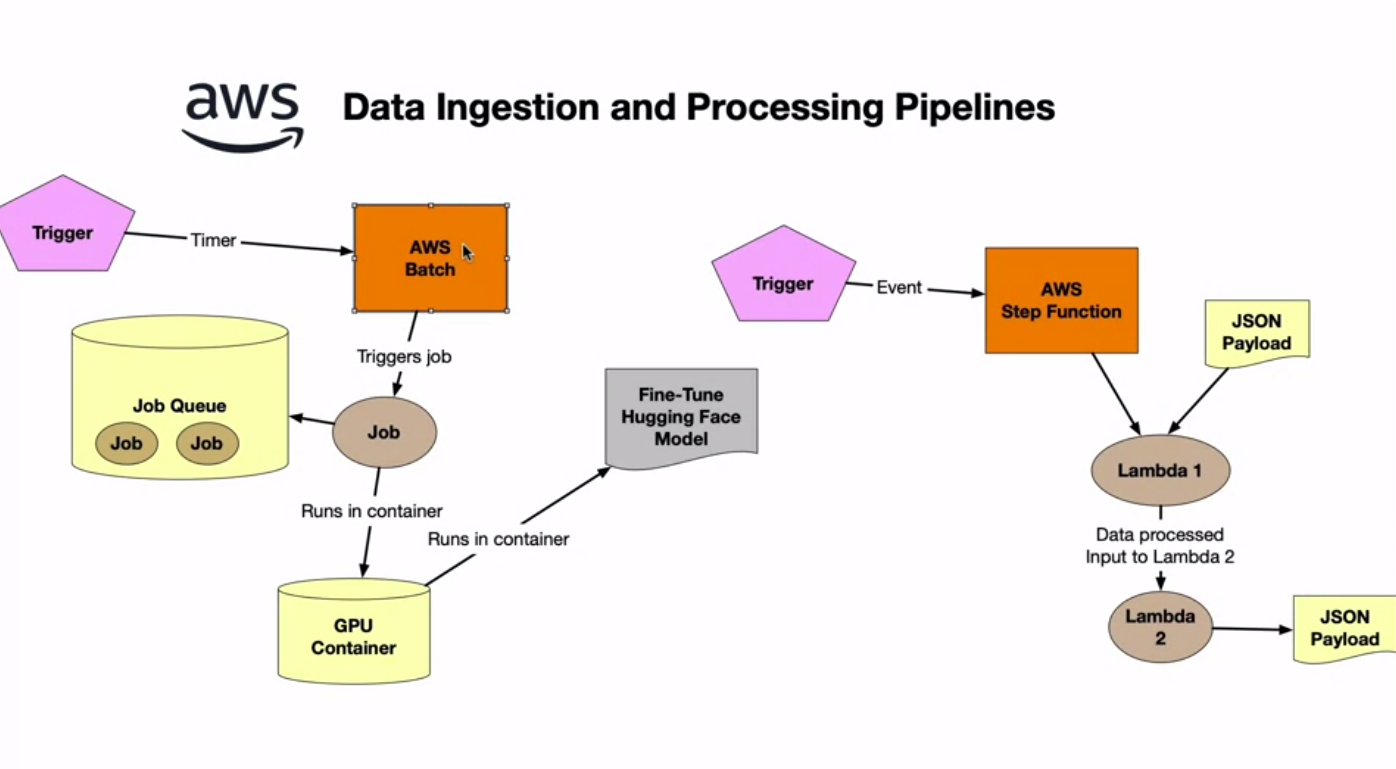 aws
Data Ingestion and Processing Pipelines
Trigger
Timer
AWS
Batch
Triggers job
Job Queue
Job
Job
Job
Runs in container
Runs in container
GPU
Container
Fine-Tune
Hugging Face
Model
Trigger
Event
AWS
Step Function
JSON
Payload
Lambda 1
Data processed
Input to Lambda 2
Lambda
2
JSON
Payload